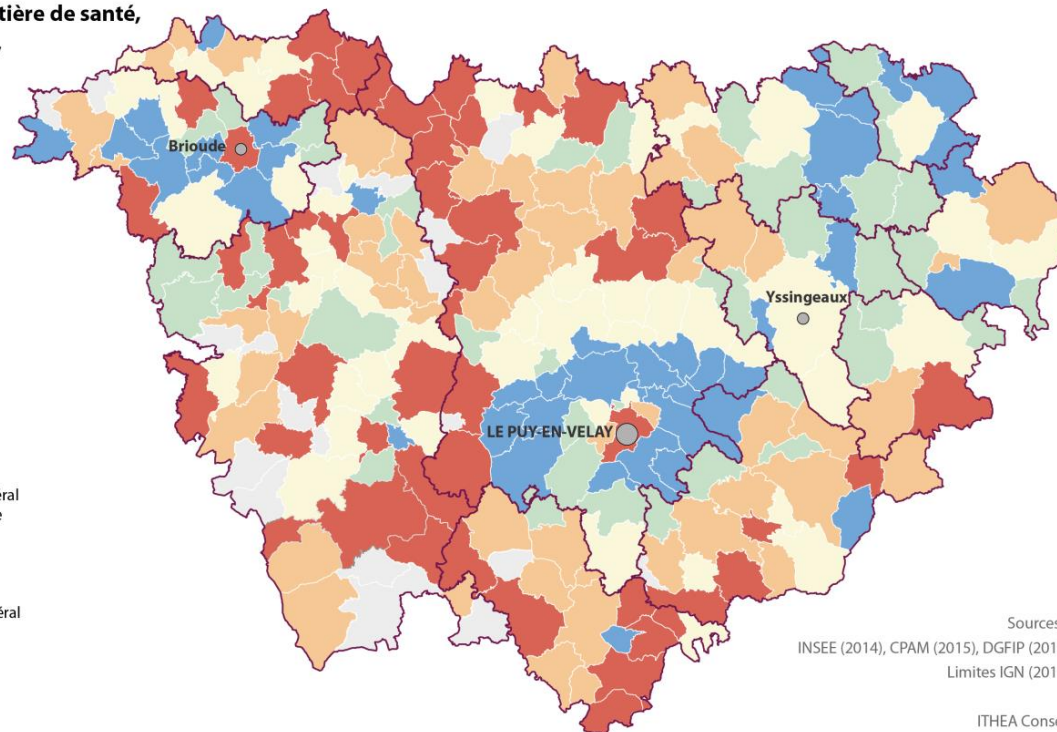 tière de santé,
Brioude
Yssingeaux
LE PUY-EN-VELAY
éral
éral
Sources
INSEE (2014), CPAM (2015), DGFIP (201
Limites IGN (201
ITHEA Conse